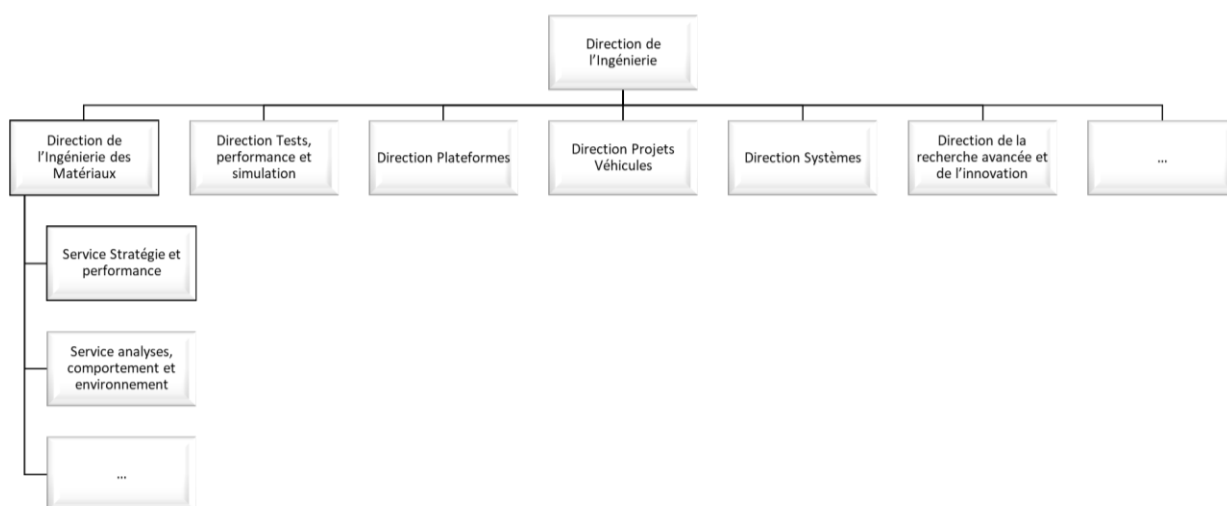 Direction de
l’Ingénierie
Direction de
l’Ingénierie des
Matériaux
Direction Tests,
performance et
simulation
Direction Plateformes
Direction Projets
Véhicules
Direction Systèmes
Direction de la
recherche avancée et
de l’innovation
...
Service Stratégie et
performance
Service analyses,
comportement et
environnement
...